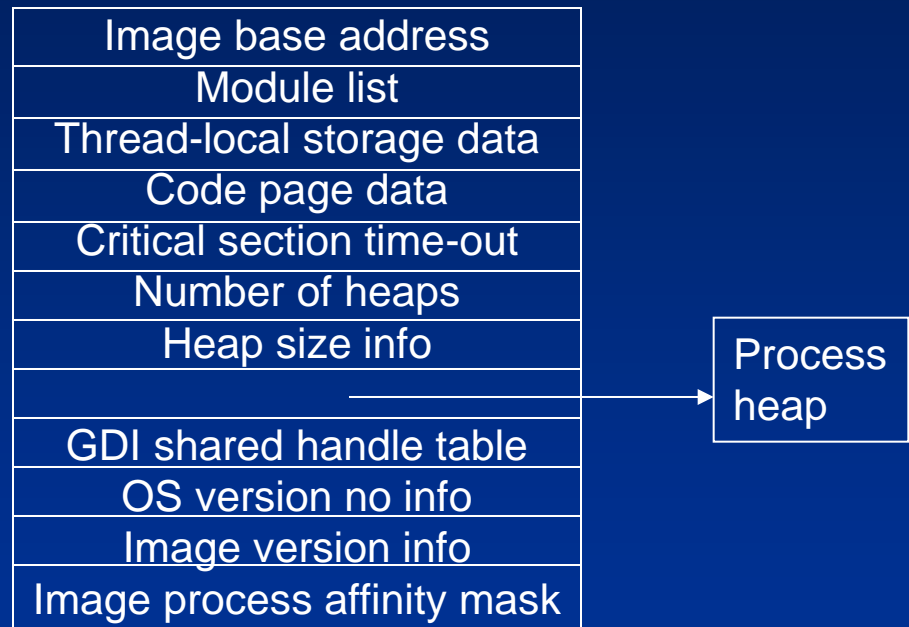 Image base address
Module list
Thread-local storage data
Code page data
Critical section time-out
Number of heaps
Heap size info
Process
heap
GDI shared handle table
OS version no info
Image version info
Image process affinity mask